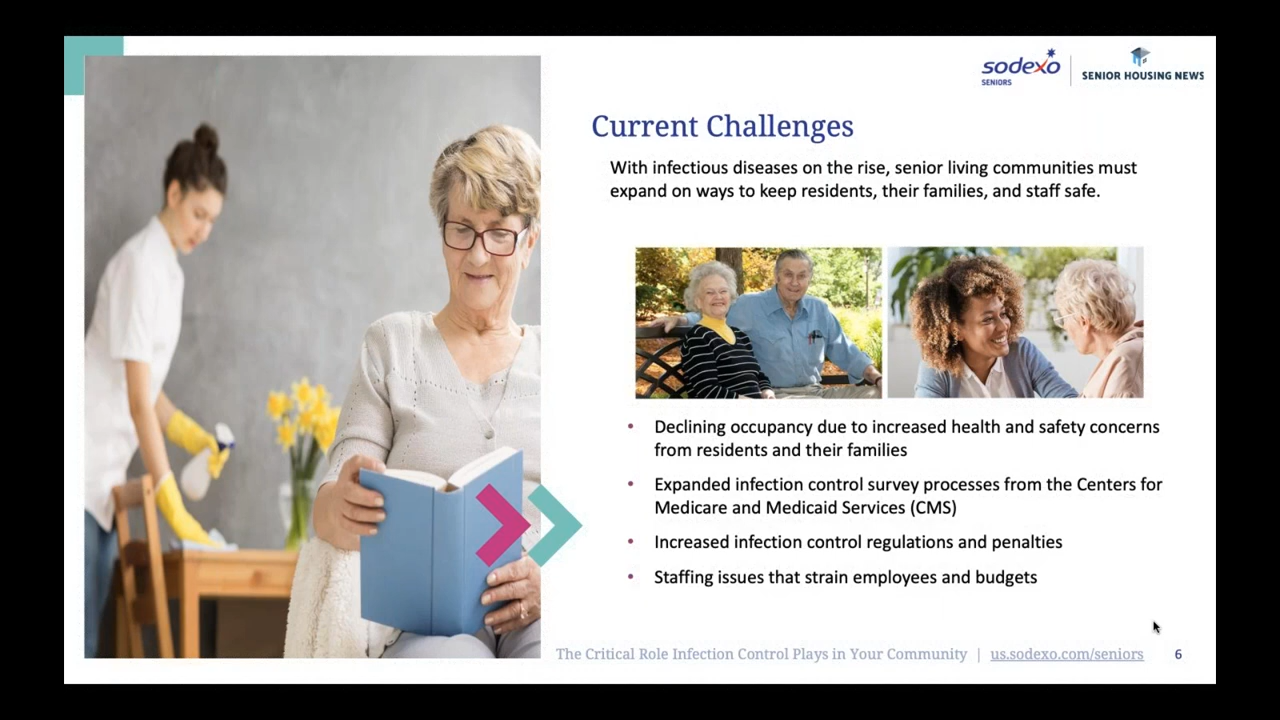 sodexo
SENIORS
SENIOR HOUSING NEWS
Current Challenges
With infectious diseases on the rise, senior living communities must
expand on ways to keep residents, their families, and staff safe.
• Declining occupancy due to increased health and safety concerns
from residents and their families
• Expanded infection control survey processes from the Centers for
Medicare and Medicaid Services (CMS)
• Increased infection control regulations and penalties
• Staffing issues that strain employees and budgets
The Critical Role Infection Control Plays in Your Community | us.sodexo.com/seniors 6